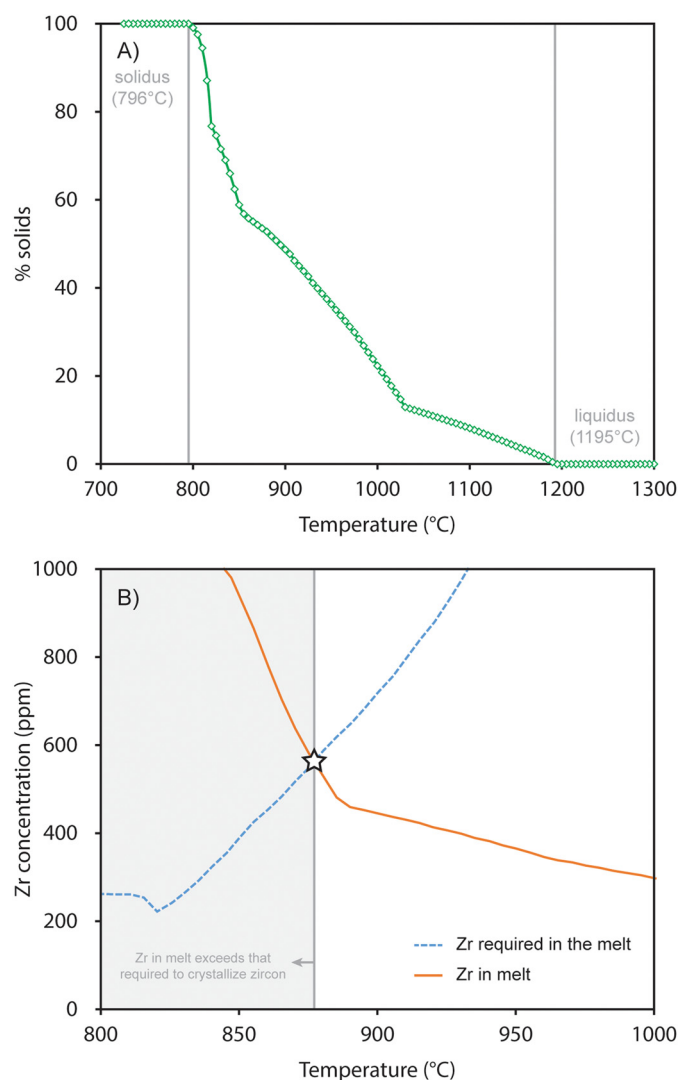 100
80
60
40
20
0
% solids
A)
solidus
(796°C)
liquidus
(1195°C)
700
800
900
1000
1100
1200
1300
Temperature (°C)
1000
800
600
400
200
0
Zr concentration (ppm)
B)
Zr in melt exceeds that
required to crystallize zircon
Zr required in the melt
Zr in melt
800
850
900
950
1000
Temperature (°C)